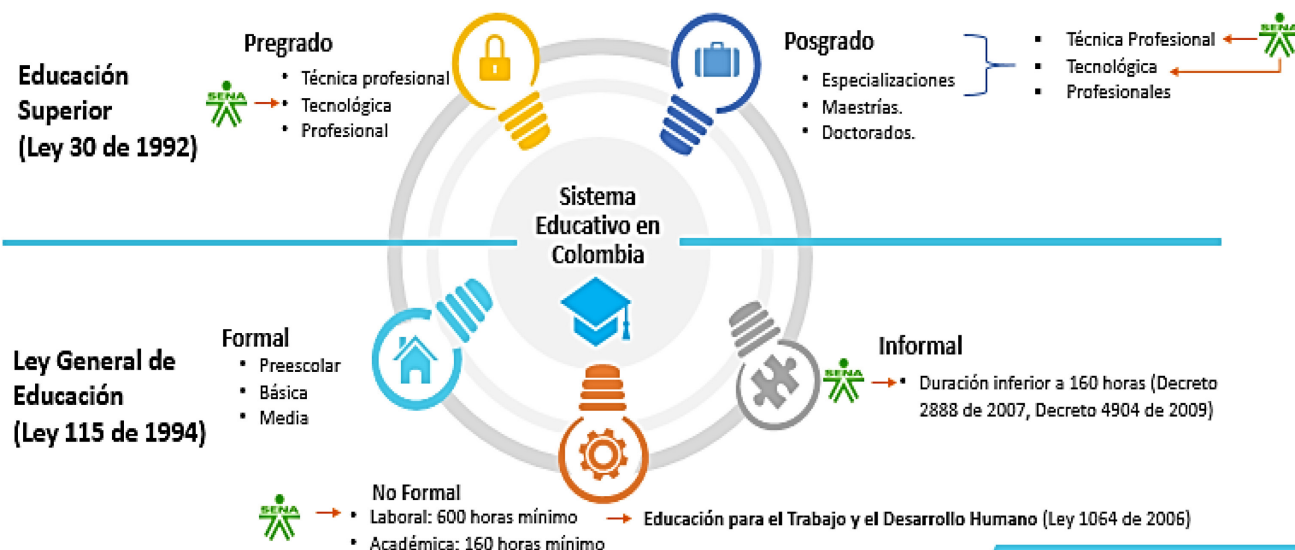 Educación
Superior
(Ley 30 de 1992)
Pregrado
• Técnica profesional
• Tecnológica
• Profesional
SENA
Posgrado
• Especializaciones
• Maestrías.
• Doctorados.
▪ Técnica Profesional
▪ Tecnológica
▪ Profesionales
SENA
Sistema
Educativo en
Colombia
Ley General de
Educación
(Ley 115 de 1994)
Formal
• Preescolar
• Básica
• Media
Informal
SENA
• Duración inferior a 160 horas (Decreto
2888 de 2007, Decreto 4904 de 2009)
No Formal
SENA
• Laboral: 600 horas mínimo
Educación para el Trabajo y el Desarrollo Humano (Ley 1064 de 2006)
• Académica: 160 horas mínimo